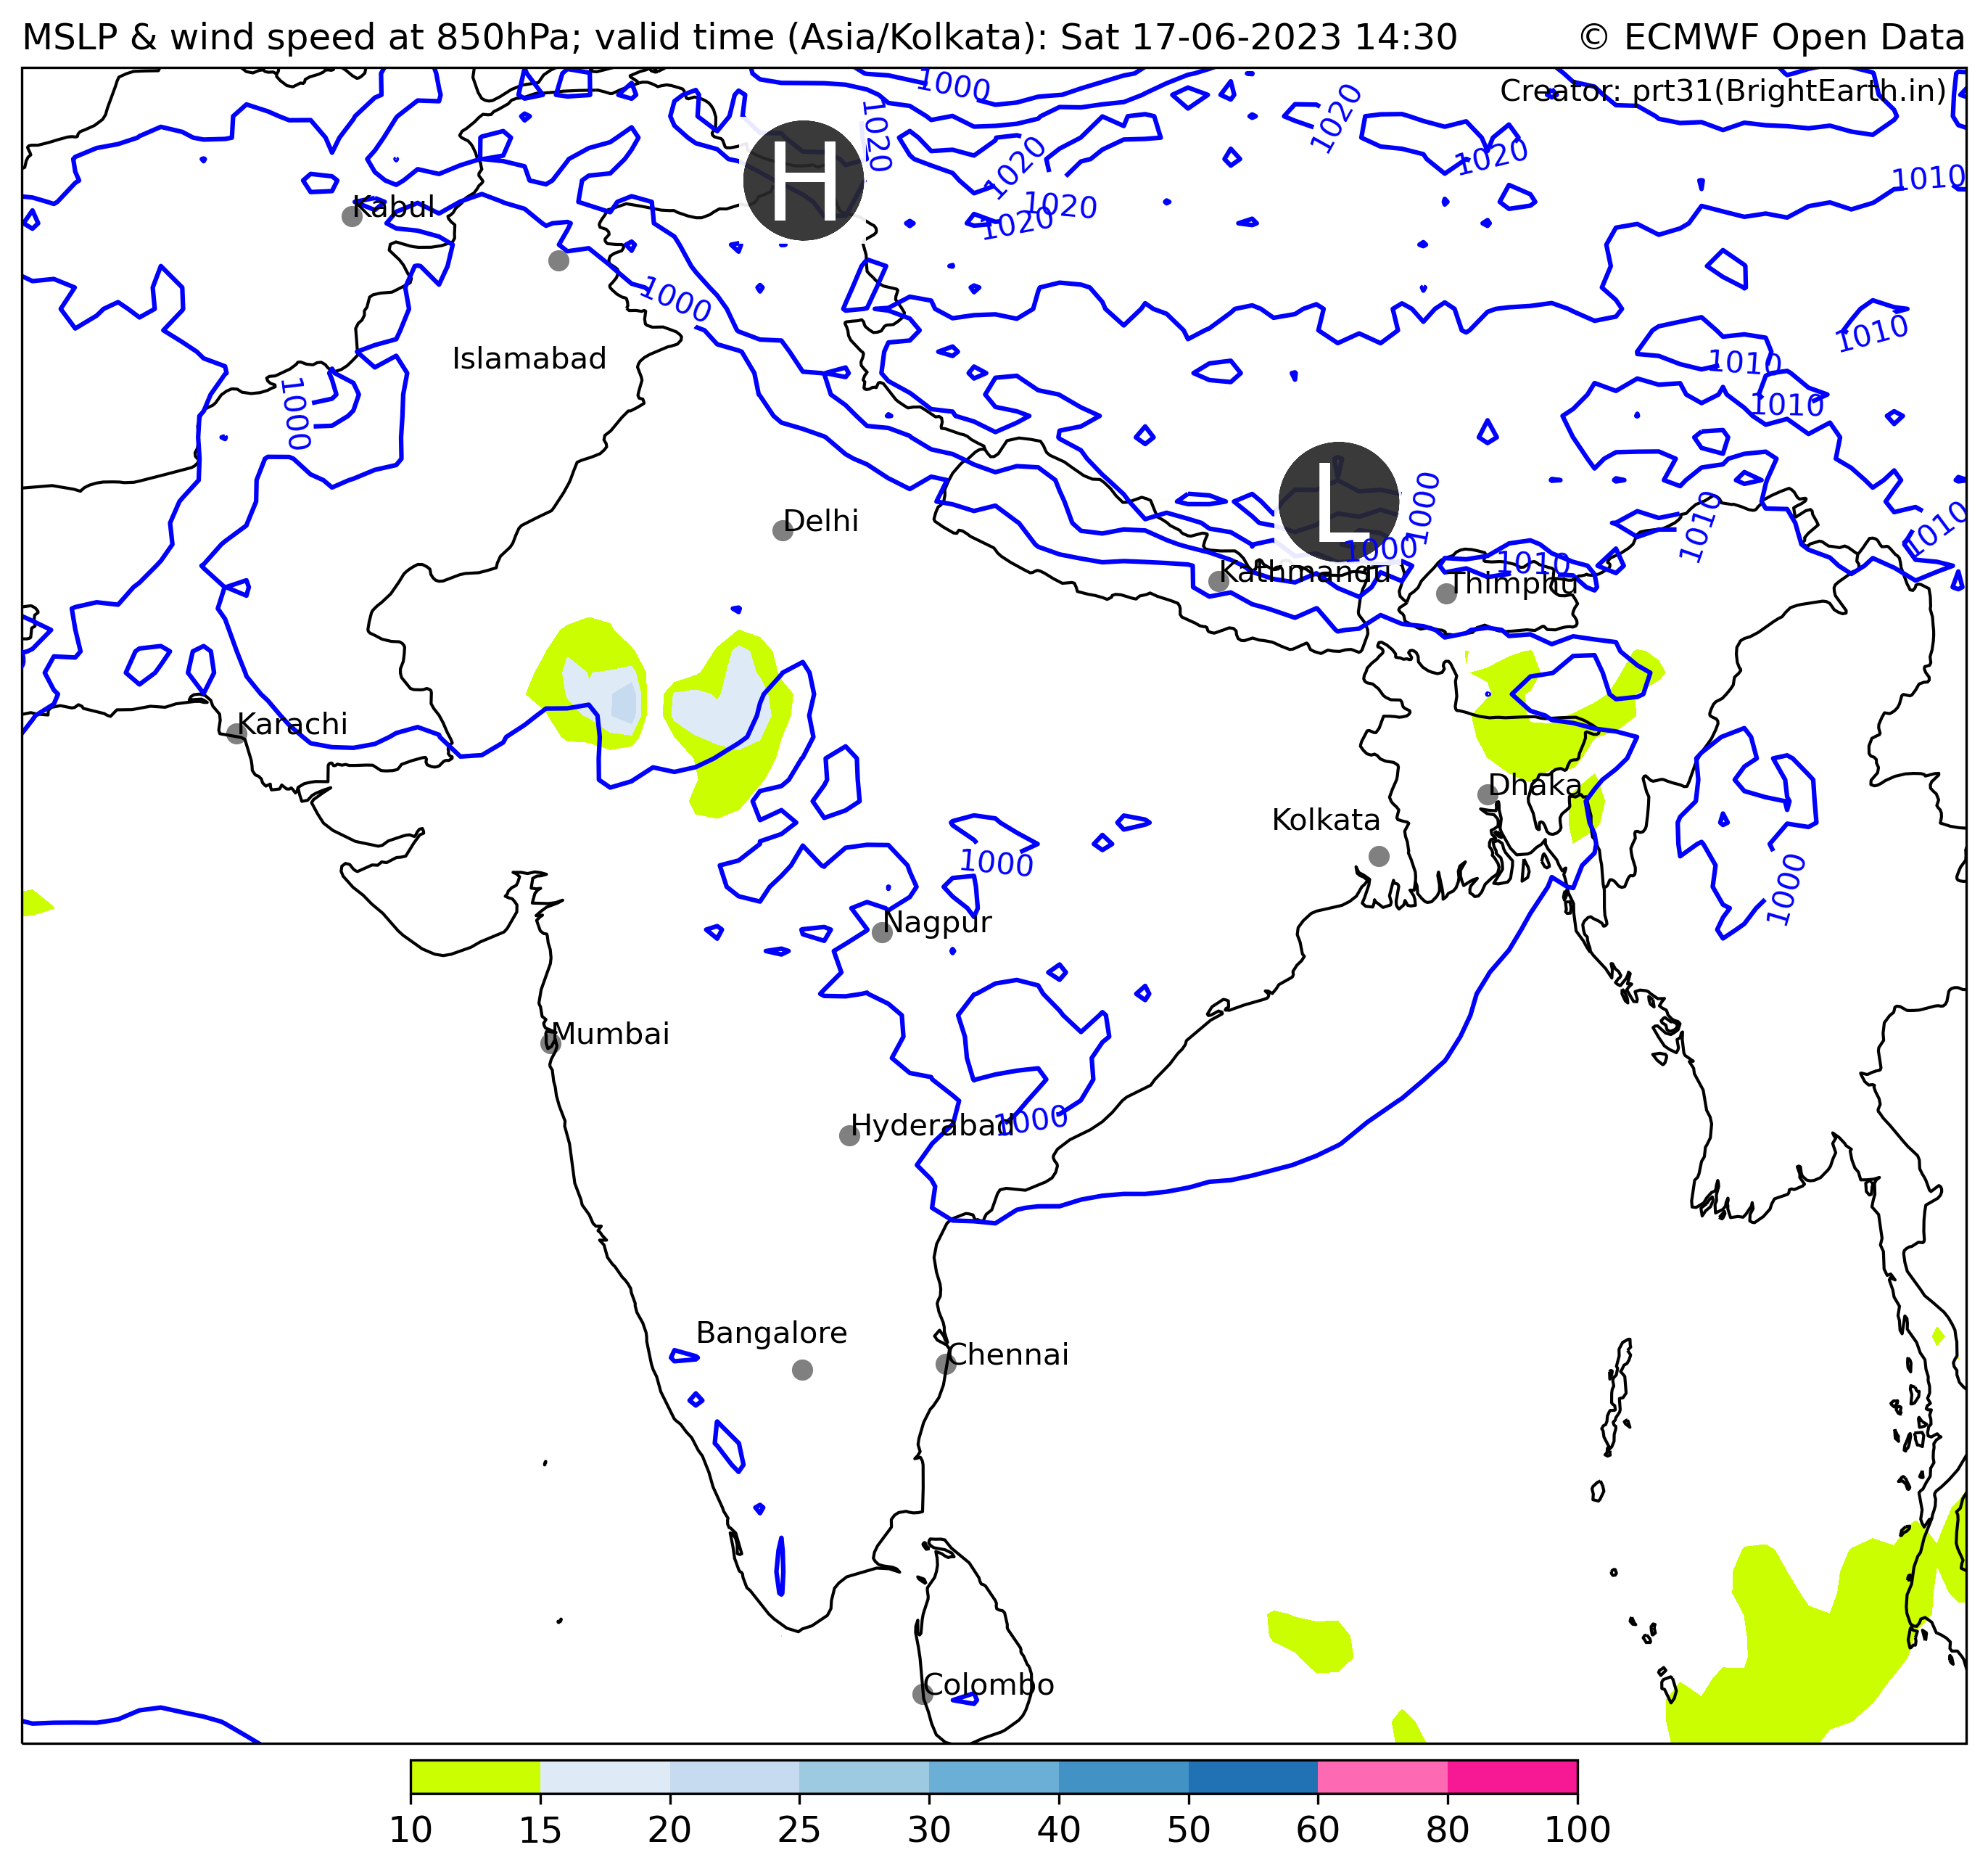 MSLP & wind speed at 850hPa; valid time (Asia/Kolkata): Sat 17-06-2023 14:30
© ECMWF Open Data
Creator: prt31(BrightEarth.in)
1000
1020
1020
1020
1020
1010
H
1020
1020
Kabul
1000
1010
Islamabad
1010
1000
1010
L
1000
1010
1010
Delhi
1000
1010
Kathmandu
Thimphu
Karachi
Dhaka
Kolkata
1000
1000
Nagpur
Mumbai
Hyderabad
1000
Bangalore
Chennai
Colombo
10 15 20 25 30 40 50 60 80 100